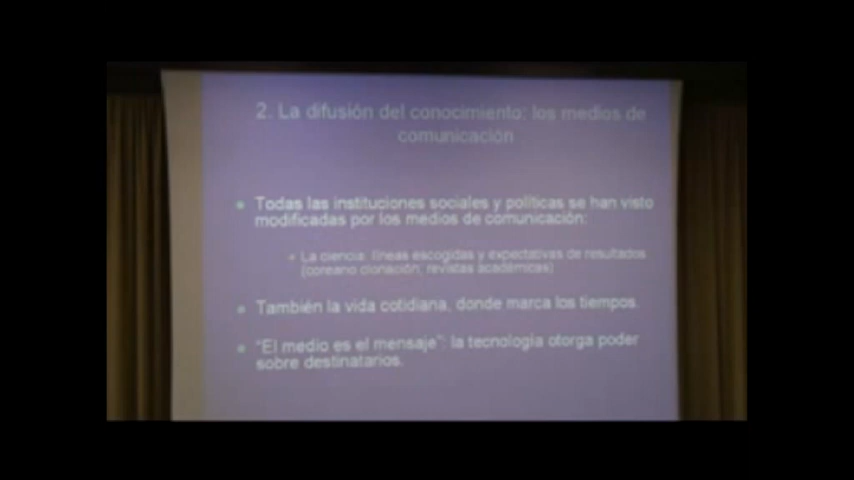 2. La difusión del conocimiento: los medios de
comunicación
Todas las instituciones sociales y políticas se han visto
modificadas por los medios de comunicación:
La ciencia: líneas escogidas y expectativas de resultados
(coreano clonación; revistas académicas)
También la vida cotidiana, donde marca los tiempos.
"El medio es el mensaje": la tecnología otorga poder
sobre destinatarios.